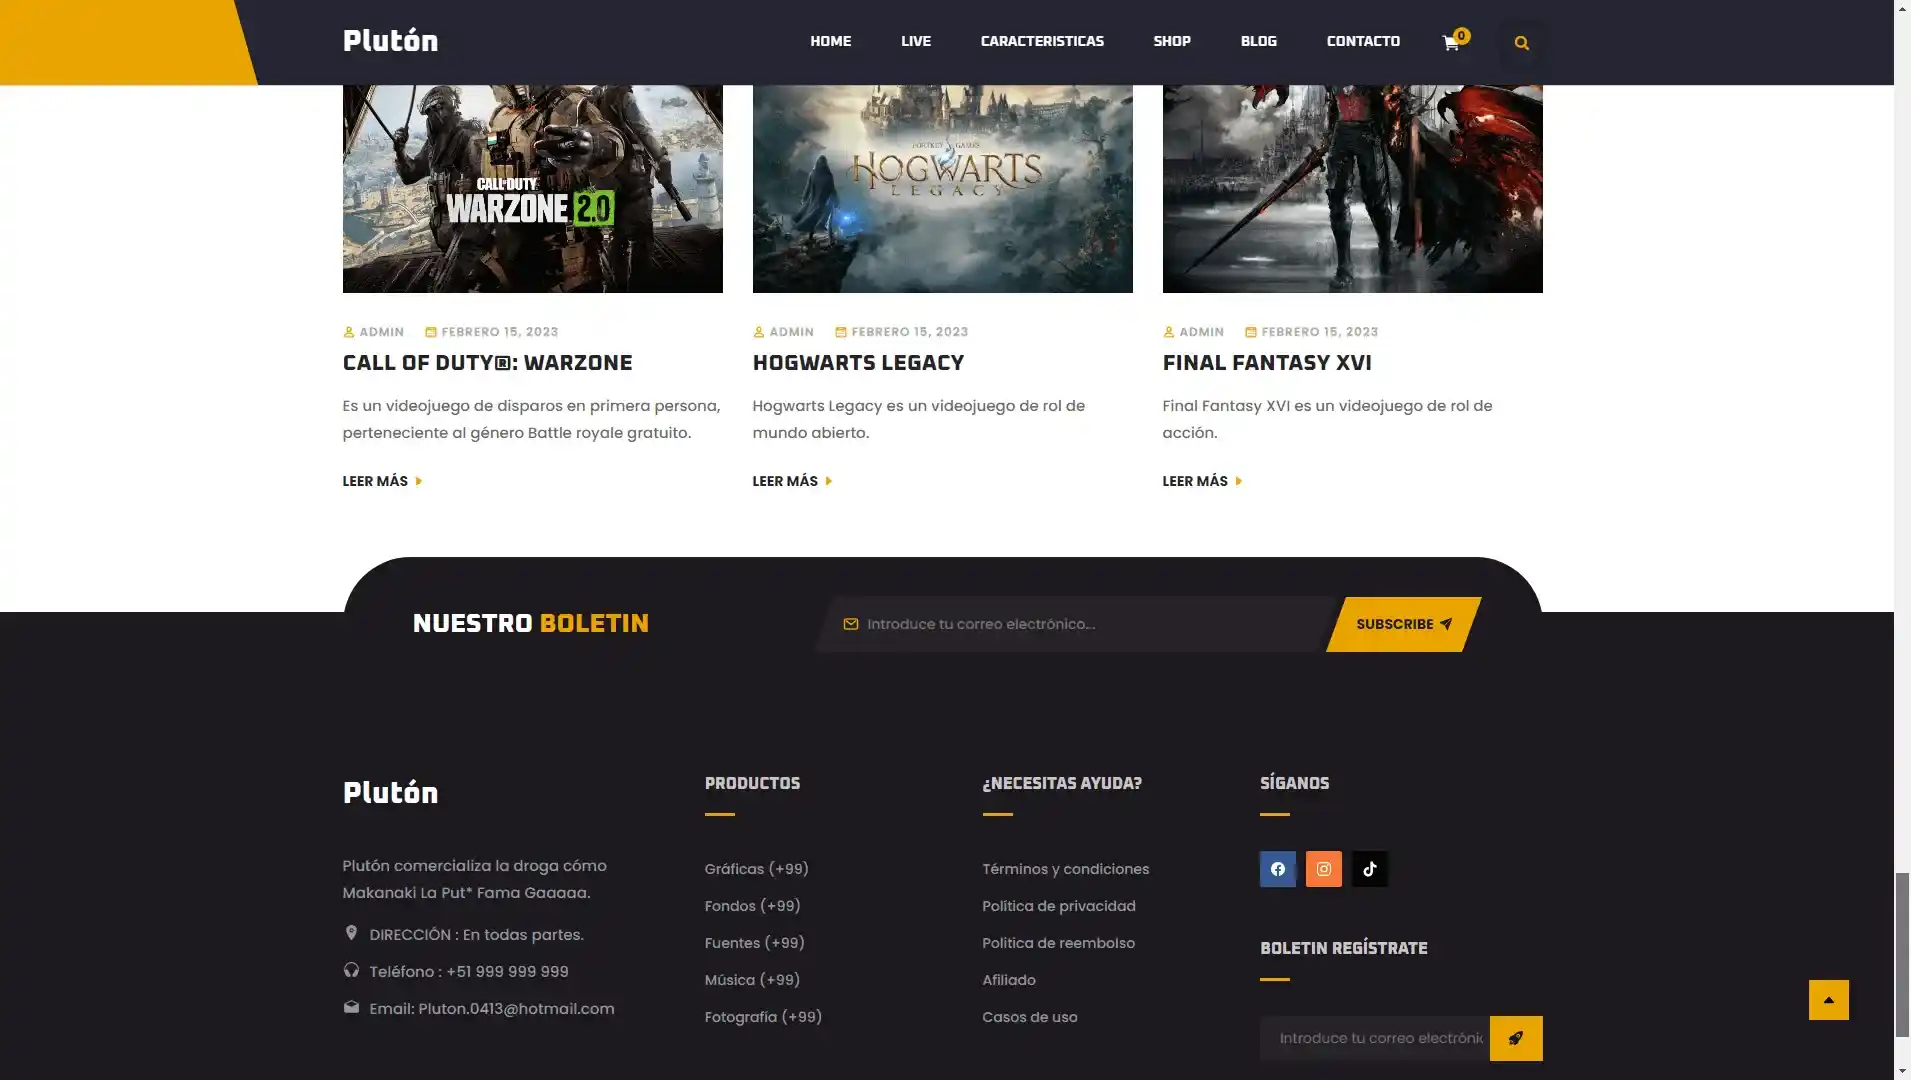 Plutón
HOME
LIVE
CARACTERISTICAS
SHOP
BLOG
CONTACTO
0
CALL OF DUTY
WARZONE 2.0
PORTKEY GAMES
HOGWARTS
LEGACY
ADMIN FEBRERO 15, 2023
CALL OF DUTY®: WARZONE
Es un videojuego de disparos en primera persona,
perteneciente al género Battle royale gratuito.
LEER MÁS
ADMIN FEBRERO 15, 2023
HOGWARTS LEGACY
Hogwarts Legacy es un videojuego de rol de
mundo abierto.
LEER MÁS
ADMIN FEBRERO 15, 2023
FINAL FANTASY XVI
Final Fantasy XVI es un videojuego de rol de
acción.
LEER MÁS
NUESTRO BOLETIN
Introduce tu correo electrónico...
SUBSCRIBE
Plutón
Plutón comercializa la droga cómo
Makanaki La Put* Fama Gaaaaa.
DIRECCIÓN : En todas partes.
Teléfono : +51 999 999 999
Email: Pluton.0413@hotmail.com
PRODUCTOS
Gráficas (+99)
Fondos (+99)
Fuentes (+99)
Música (+99)
Fotografía (+99)
¿NECESITAS AYUDA?
Términos y condiciones
Política de privacidad
Politica de reembolso
Afiliado
Casos de uso
SÍGANOS
BOLETIN REGÍSTRATE
Introduce tu correo electrónic